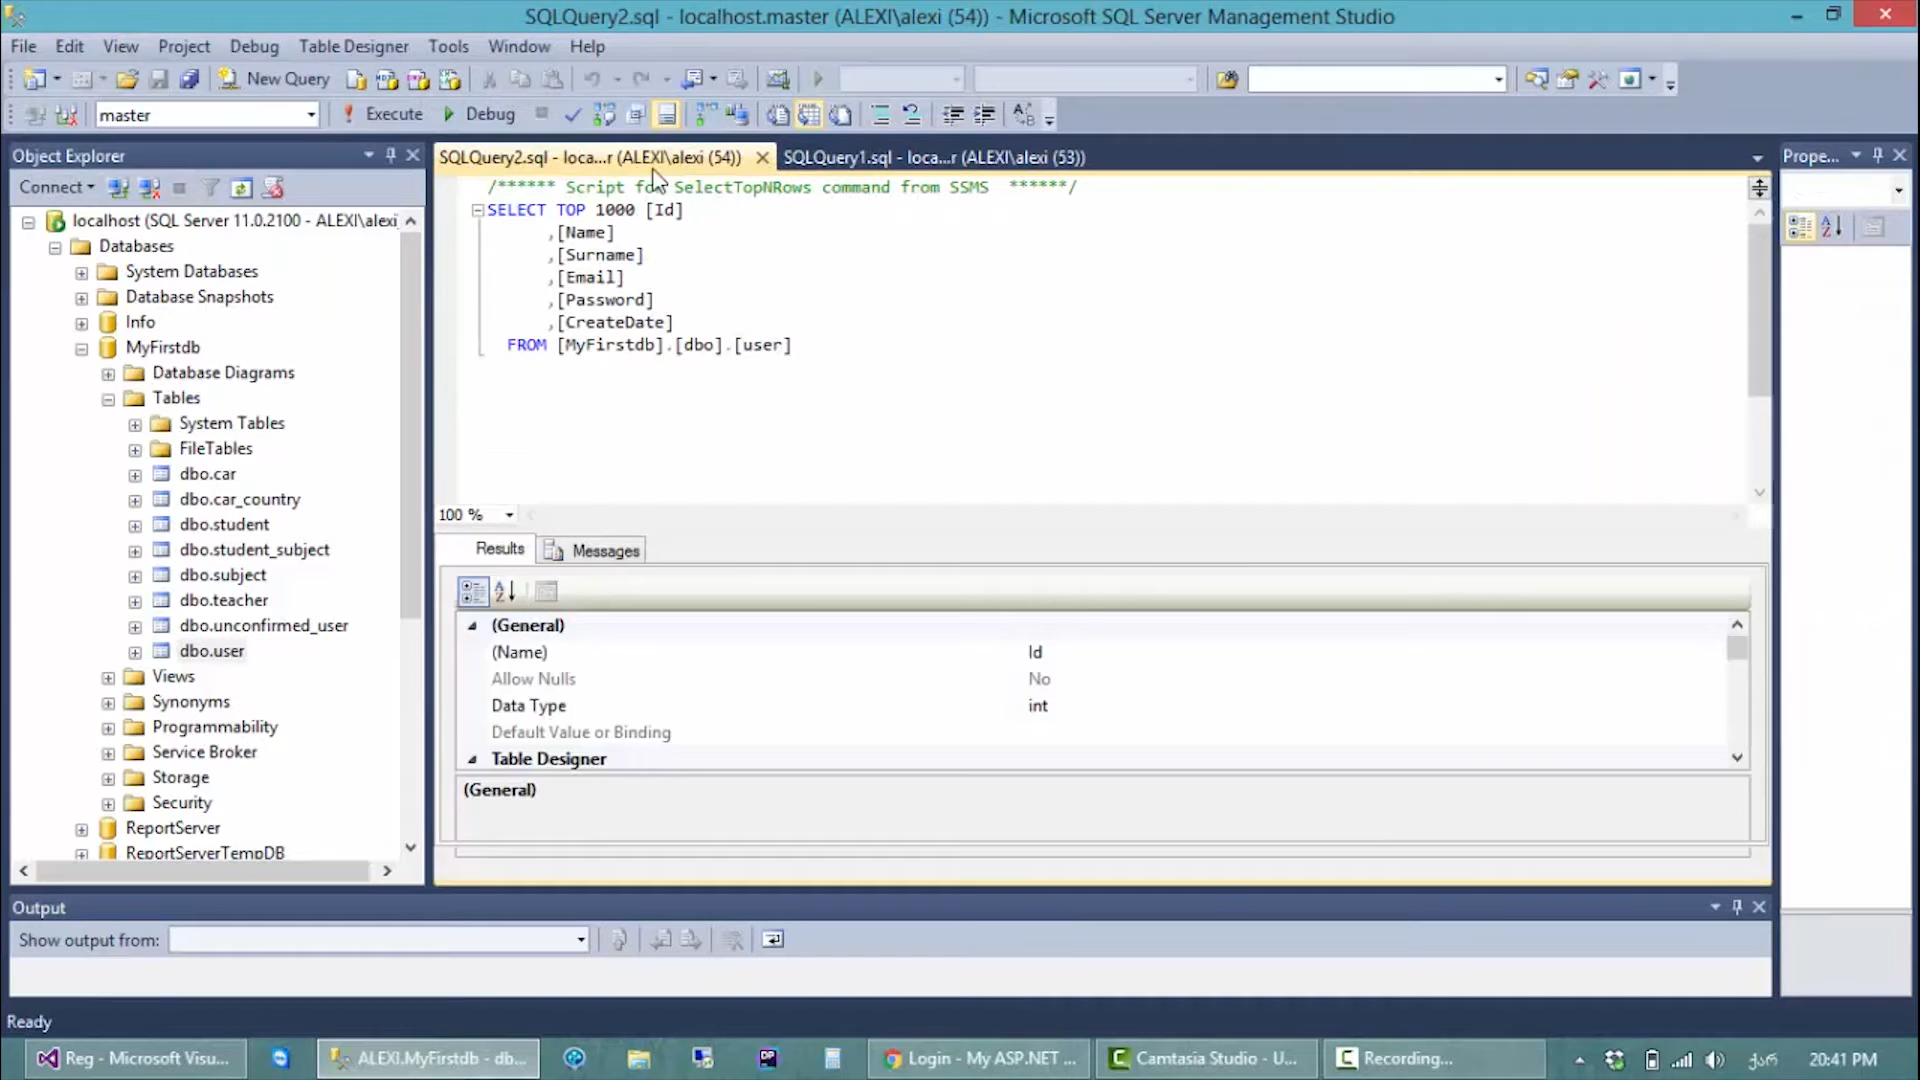 SQLQuery2.sql - localhost.master (ALEXI\alexi (54)) - Microsoft SQL Server Management Studio
File Edit View Project Debug Table Designer Tools Window Help
New Query
master Execute Debug
Object Explorer
Connect
localhost (SQL Server 11.0.2100 - ALEXI\alexi
Databases
System Databases
Database Snapshots
Info
MyFirstdb
Database Diagrams
Tables
System Tables
FileTables
dbo.car
dbo.car_country
dbo.student
dbo.student_subject
dbo.subject
dbo.teacher
dbo.unconfirmed_user
dbo.user
Views
Synonyms
Programmability
Service Broker
Storage
Security
ReportServer
ReportServerTempDB
SQLQuery2.sql - loca...r (ALEXI\alexi (54)) SQLQuery1.sql - loca...r (ALEXI\alexi (53))
/****** Script for SelectTopNRows command from SSMS ******/
SELECT TOP 1000 [Id]
,[Name]
,[Surname]
,[Email]
,[Password]
,[CreateDate]
FROM [MyFirstdb].[dbo].[user]
100 %
Results Messages
(General)
(Name) Id
Allow Nulls No
Data Type int
Default Value or Binding
Table Designer
(General)
Prope...
Output
Show output from:
Ready
Reg - Microsoft Visu... ALEXI.MyFirstdb - db... Login - My ASP.NET ... Camtasia Studio - U... Recording... ქარ 20:41 PM